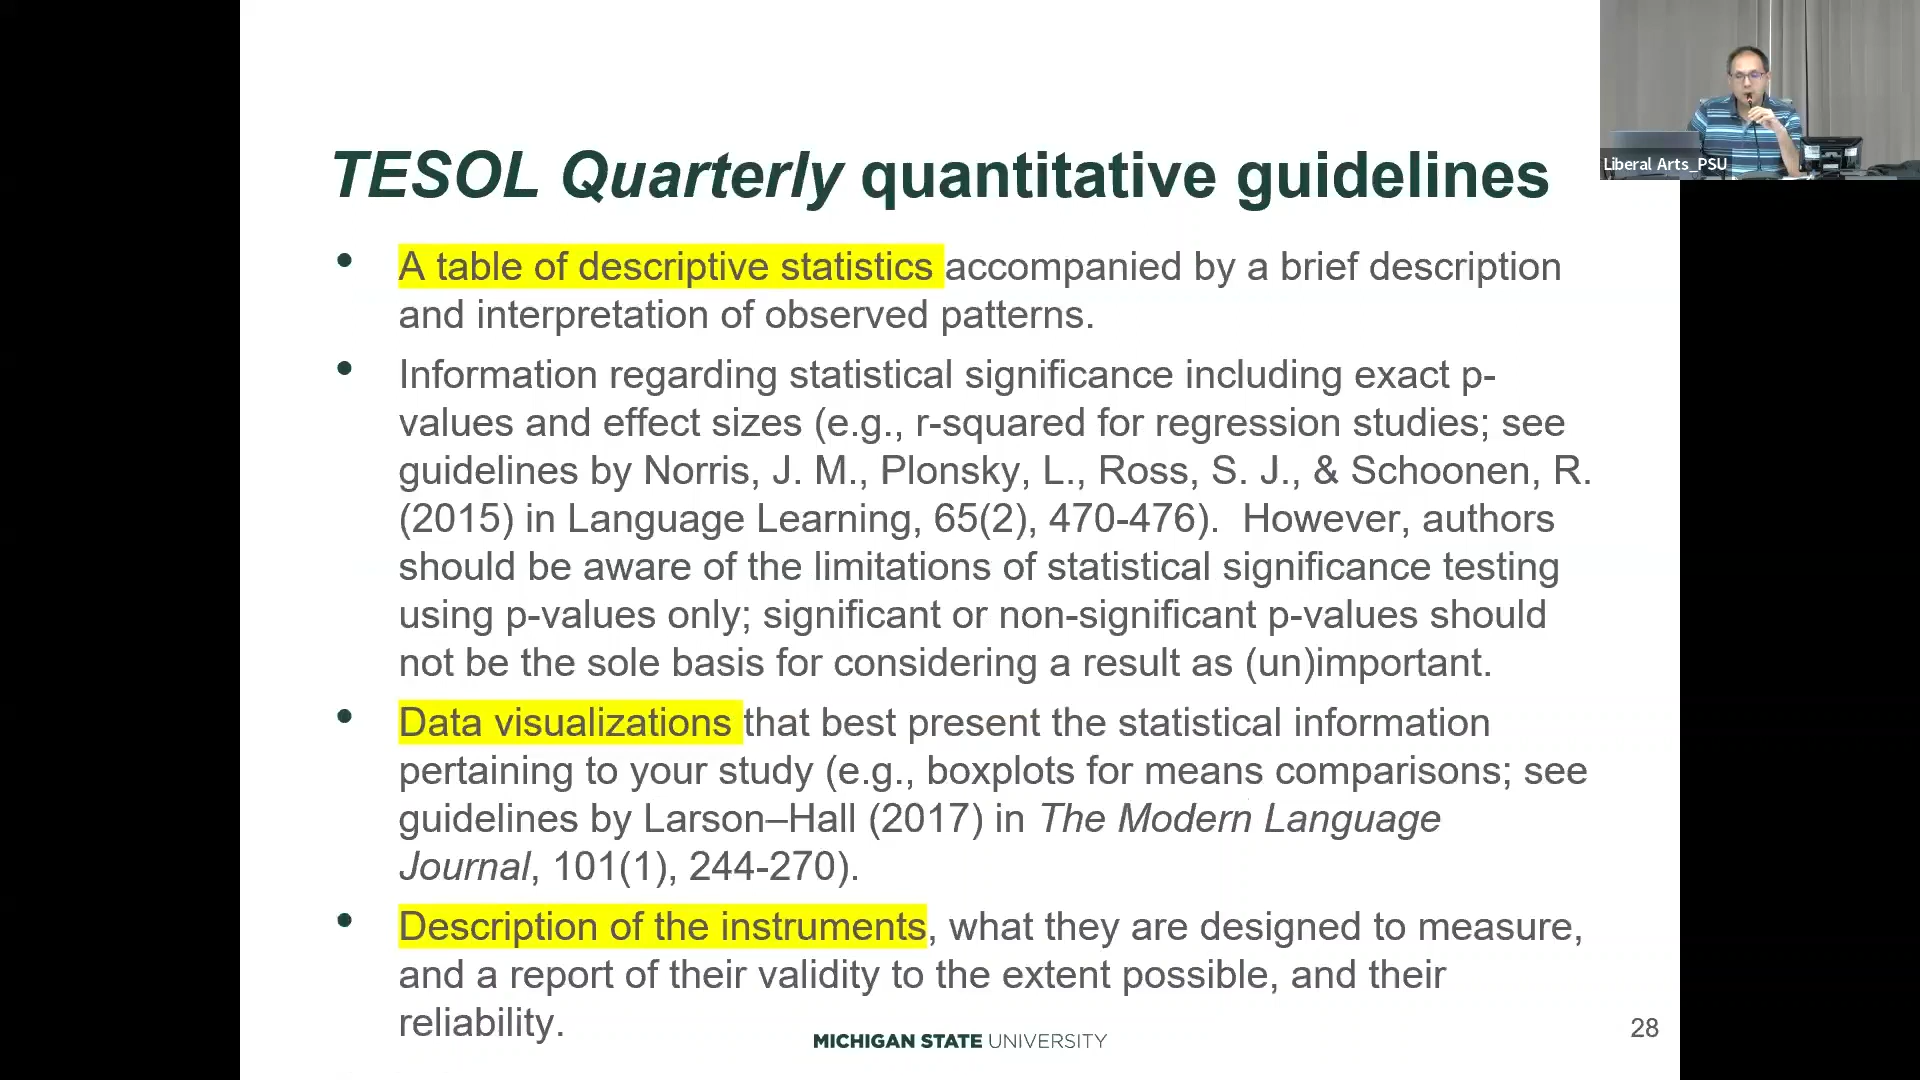 TESOL Quarterly quantitative guidelines
• A table of descriptive statistics accompanied by a brief description
and interpretation of observed patterns.
• Information regarding statistical significance including exact p-
values and effect sizes (e.g., r-squared for regression studies; see
guidelines by Norris, J. M., Plonsky, L., Ross, S. J., & Schoonen, R.
(2015) in Language Learning, 65(2), 470-476). However, authors
should be aware of the limitations of statistical significance testing
using p-values only; significant or non-significant p-values should
not be the sole basis for considering a result as (un)important.
• Data visualizations that best present the statistical information
pertaining to your study (e.g., boxplots for means comparisons; see
guidelines by Larson–Hall (2017) in The Modern Language
Journal, 101(1), 244-270).
• Description of the instruments, what they are designed to measure,
and a report of their validity to the extent possible, and their
reliability.
MICHIGAN STATE UNIVERSITY
28
Liberal Arts_PSU